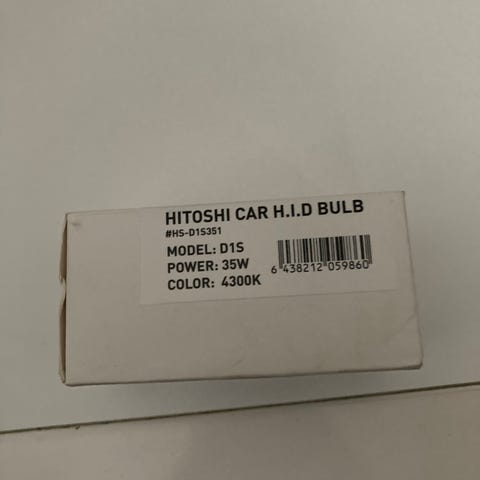 HITOSHI CAR H.I.D BULB
#HS-D1S351
MODEL: D1S
POWER: 35W
COLOR: 4300K
6 438212 059860